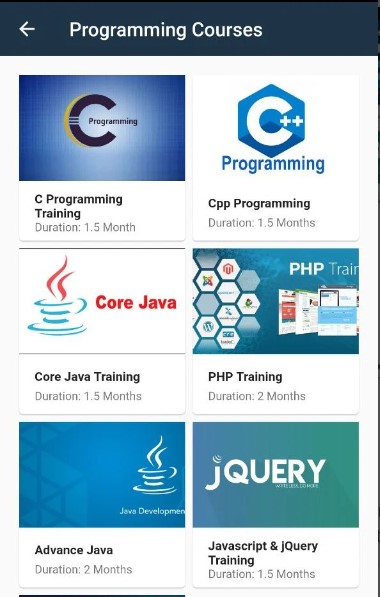 Programming Courses
C Programming
C++
Programming
C Programming
Training
Duration: 1.5 Month
Cpp Programming
Duration: 1.5 Months
Core Java
Core Java Training
Duration: 1.5 Months
PHP Train
PHP Training
Duration: 2 Months
Java Developmen
Advance Java
Duration: 2 Months
jQUERY
Javascript & jQuery
Training
Duration: 1.5 Months